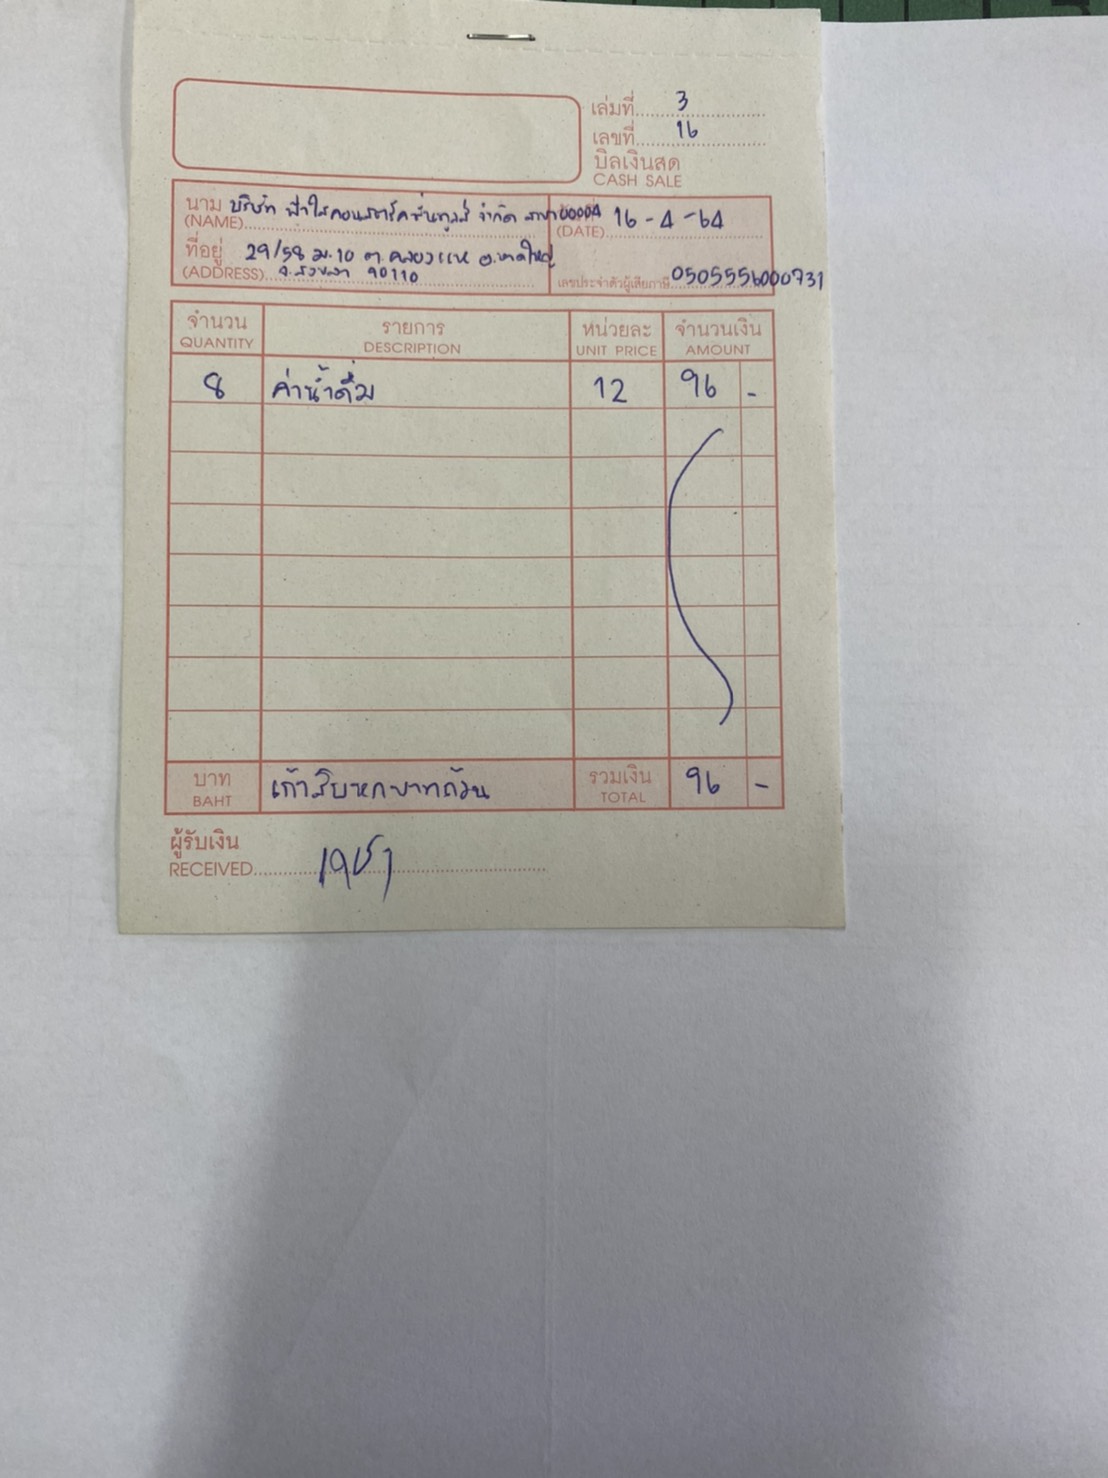 เล่มที่ 3
เลขที่ 16
บิลเงินสด
CASH SALE
นาม บริษัท ฟ้าใสคอนสตรัคชั่นทูลส์ จำกัด สาขา 00004
(NAME)
16-4-64
(DATE)
ที่อยู่ 29/58 ม.10 ต.คลองแห อ.หาดใหญ่
(ADDRESS) จ.สงขลา 90110
เลขประจำตัวผู้เสียภาษี 0505556000731
จำนวน รายการ หน่วยละ จำนวนเงิน
QUANTITY DESCRIPTION UNIT PRICE AMOUNT
8 ค่าน้ำดื่ม 12 96 -
บาท เก้าสิบหกบาทถ้วน รวมเงิน 96 -
BAHT TOTAL
ผู้รับเงิน
RECEIVED